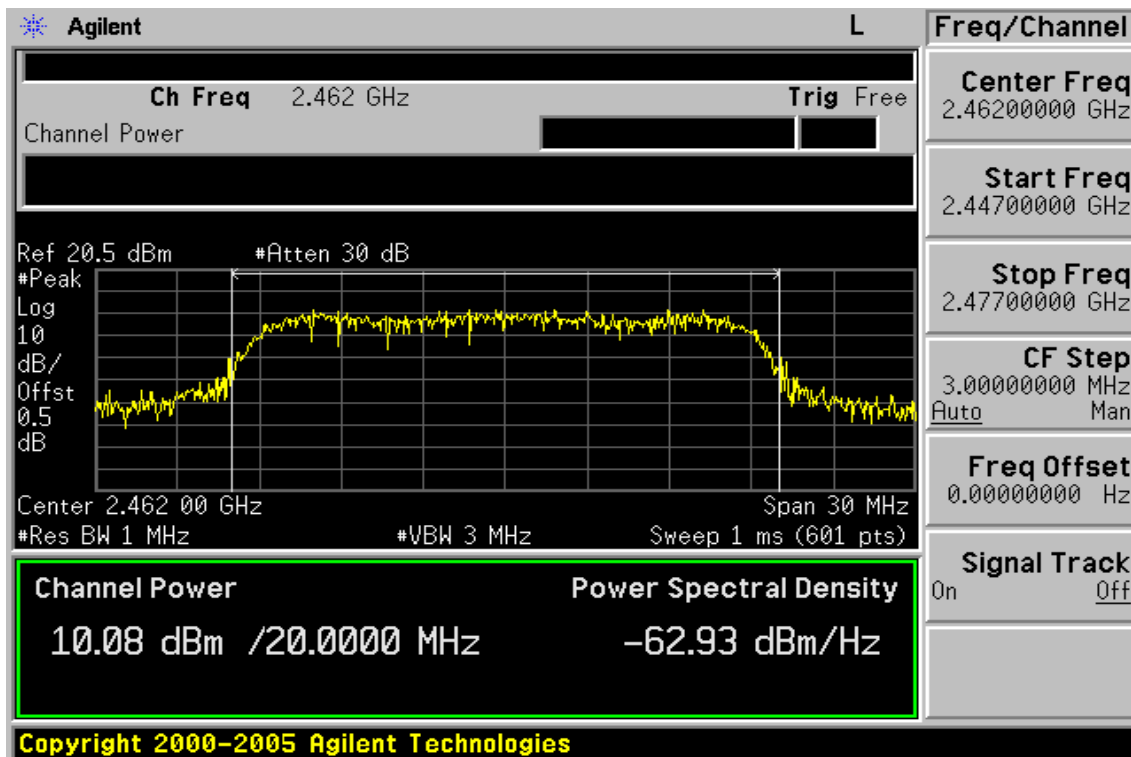 Agilent L Freq/Channel
Ch Freq 2.462 GHz Trig Free
Channel Power
Center Freq
2.46200000 GHz
Start Freq
2.44700000 GHz
Stop Freq
2.47700000 GHz
CF Step
3.00000000 MHz
Auto Man
Freq Offset
0.00000000 Hz
Signal Track
On Off
Ref 20.5 dBm #Atten 30 dB
#Peak
Log
10
dB/
Offst
0.5
dB
Center 2.462 00 GHz Span 30 MHz
#Res BW 1 MHz #VBW 3 MHz Sweep 1 ms (601 pts)
Channel Power Power Spectral Density
10.08 dBm /20.0000 MHz -62.93 dBm/Hz
Copyright 2000-2005 Agilent Technologies